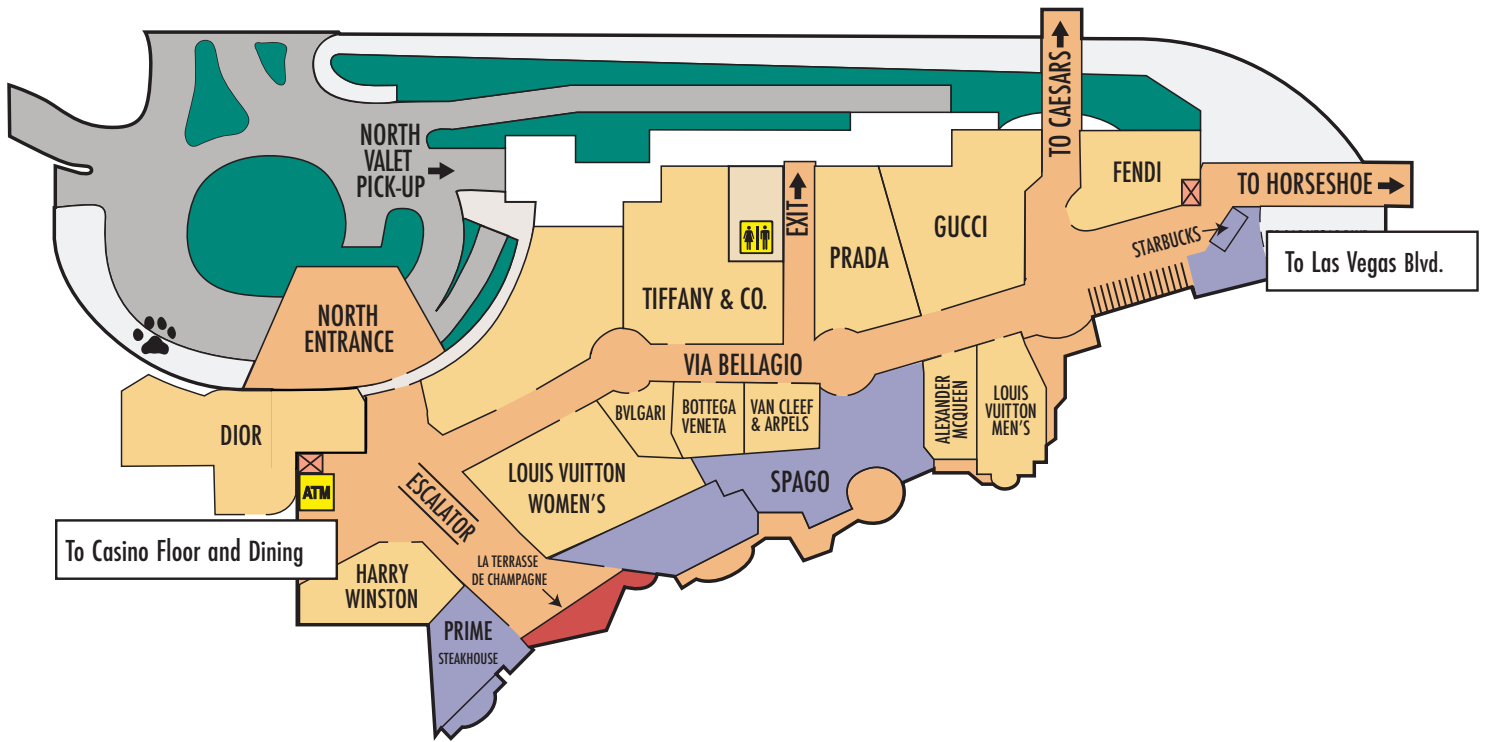 TO CAESARS
NORTH
VALET
PICK-UP
FENDI
TO HORSESHOE
EXIT
GUCCI
PRADA
STARBUCKS
To Las Vegas Blvd.
TIFFANY & CO.
NORTH
ENTRANCE
VIA BELLAGIO
BVLGARI
BOTTEGA
VENETA
VAN CLEEF
& ARPELS
ALEXANDER
MCQUEEN
LOUIS
VUITTON
MEN'S
DIOR
ATM
ESCALATOR
LOUIS VUITTON
WOMEN'S
SPAGO
To Casino Floor and Dining
LA TERRASSE
DE CHAMPAGNE
HARRY
WINSTON
PRIME
STEAKHOUSE